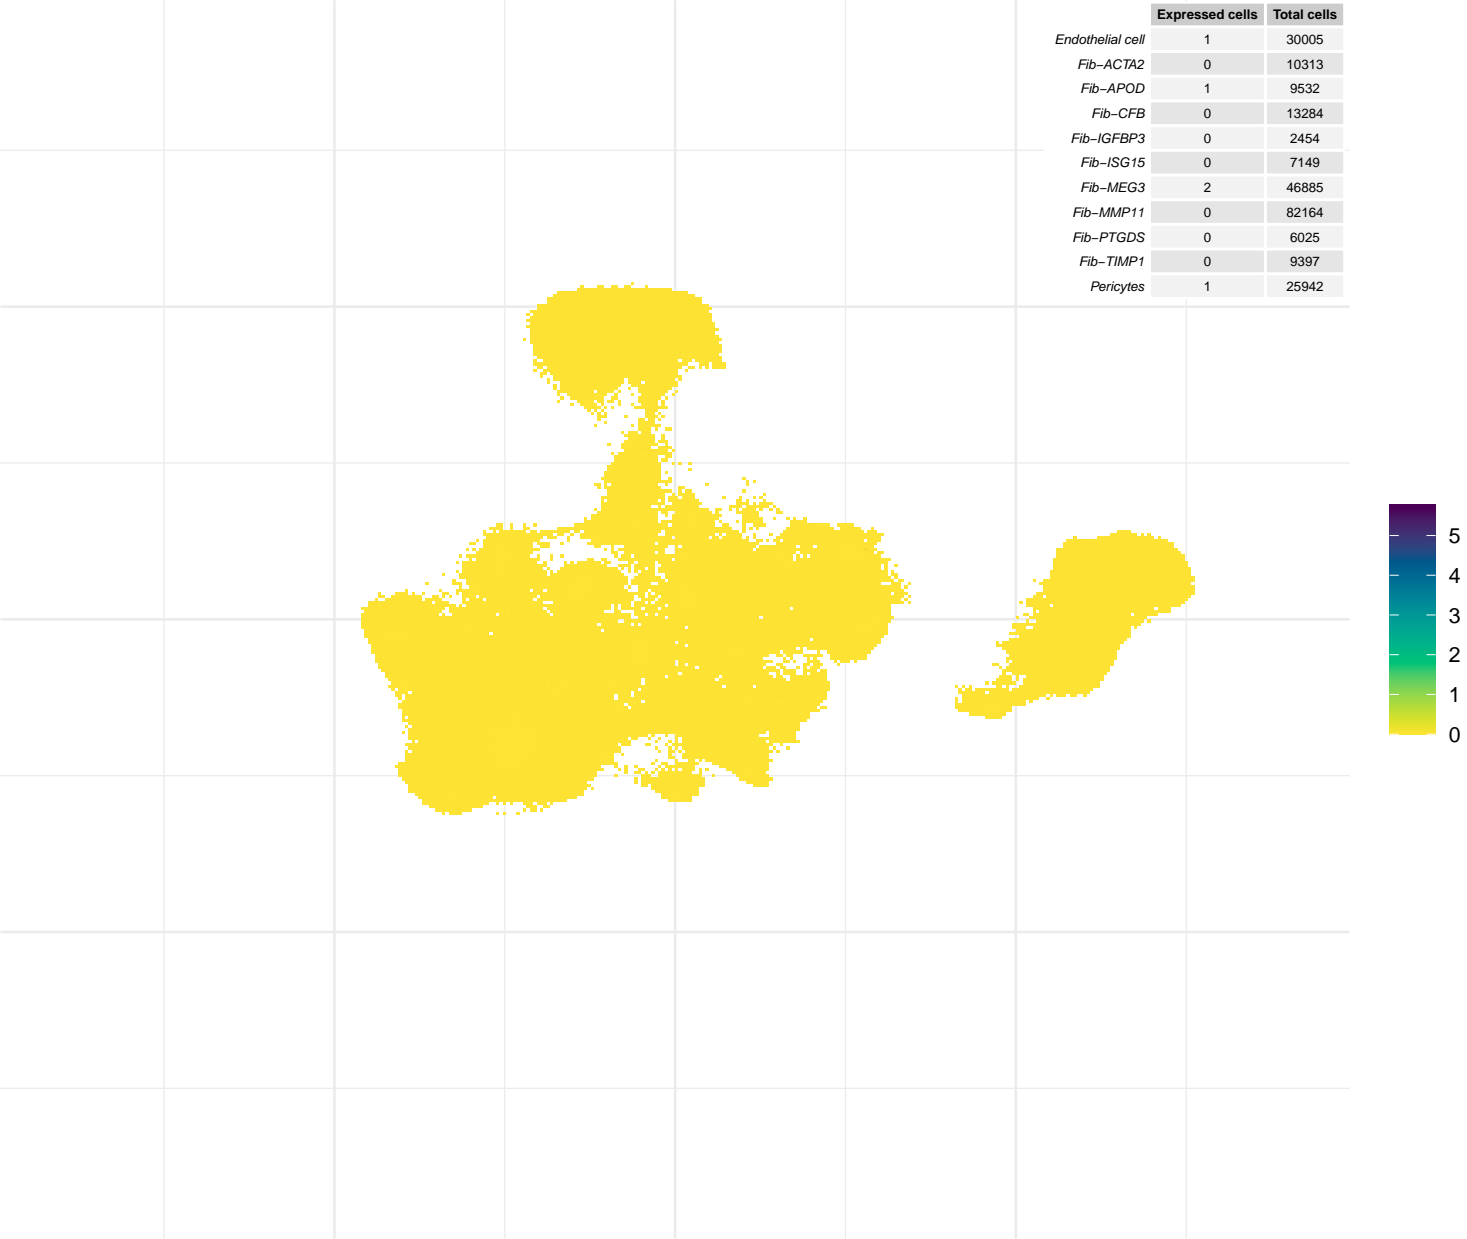 Expressed cells Total cells
Endothelial cell 1 30005
Fib−ACTA2 0 10313
Fib−APOD 1 9532
Fib−CFB 0 13284
Fib−IGFBP3 0 2454
Fib−ISG15 0 7149
Fib−MEG3 2 46885
Fib−MMP11 0 82164
Fib−PTGDS 0 6025
Fib−TIMP1 0 9397
Pericytes 1 25942
5
4
3
2
1
0